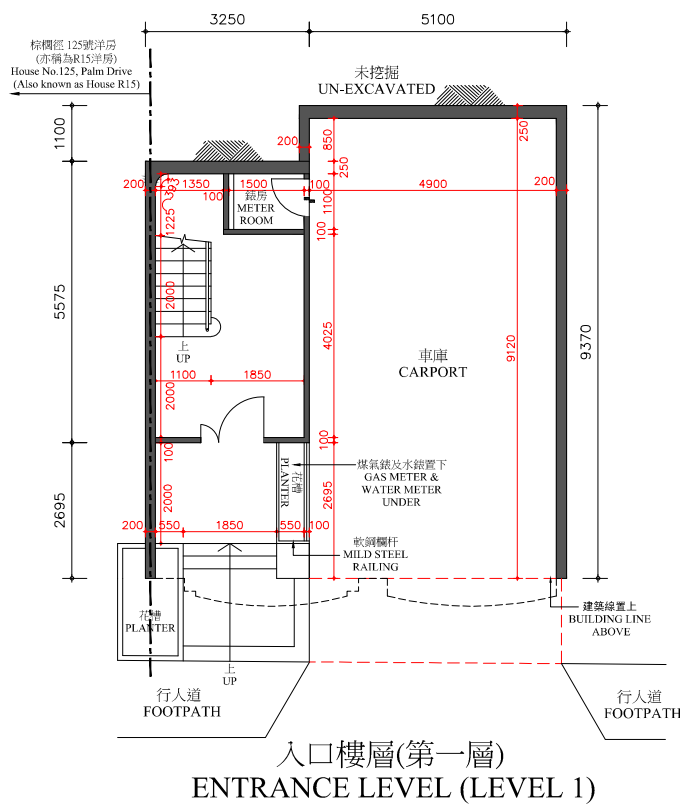 3250
5100
棕櫚徑 125號洋房
(亦稱為R15洋房)
House No.125, Palm Drive
(Also known as House R15)
未挖掘
UN-EXCAVATED
1100
200
850
250
250
200
393
1350
1500
100
4900
200
100
1100
錶房
METER
ROOM
1225
100
5575
2000
4025
9120
9370
上
UP
車庫
CARPORT
1100
1850
2000
100
100
煤氣錶及水錶置下
GAS METER &
WATER METER
UNDER
花槽
PLANTER
2695
2000
2695
200
550
1850
550
100
軟鋼欄杆
MILD STEEL
RAILING
花槽
PLANTER
建築線置上
BUILDING LINE
ABOVE
上
UP
行人道
FOOTPATH
行人道
FOOTPATH
入口樓層(第一層)
ENTRANCE LEVEL (LEVEL 1)